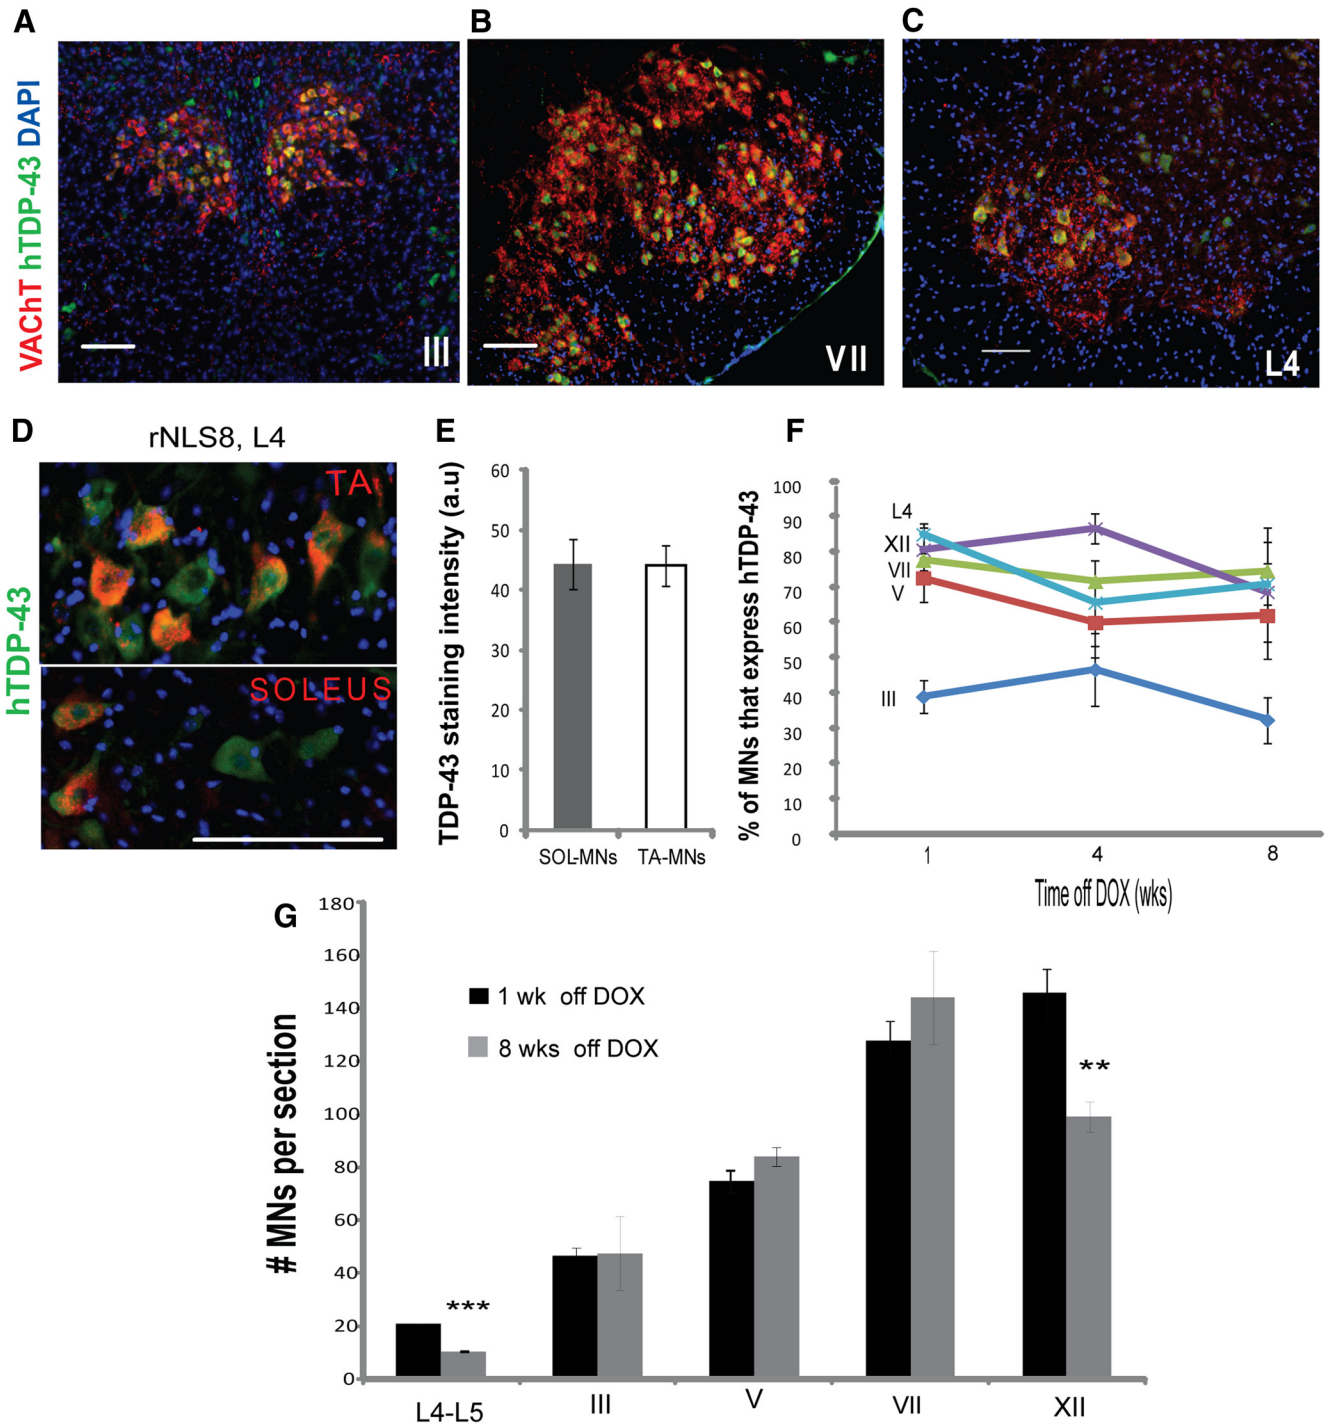 A
B
C
VAChT hTDP-43 DAPI
III
VII
L4
D
rNLS8, L4
hTDP-43
TA
SOLEUS
E
TDP-43 staining intensity (a.u)
60
50
40
30
20
10
0
SOL-MNs TA-MNs
F
% of MNs that express hTDP-43
100
90
80
70
60
50
40
30
20
10
0
L4
XII
VII
V
III
1 4 8
Time off DOX (wks)
G
# MNs per section
180
160
140
120
100
80
60
40
20
0
1 wk off DOX
8 wks off DOX
***
**
L4-L5 III V VII XII